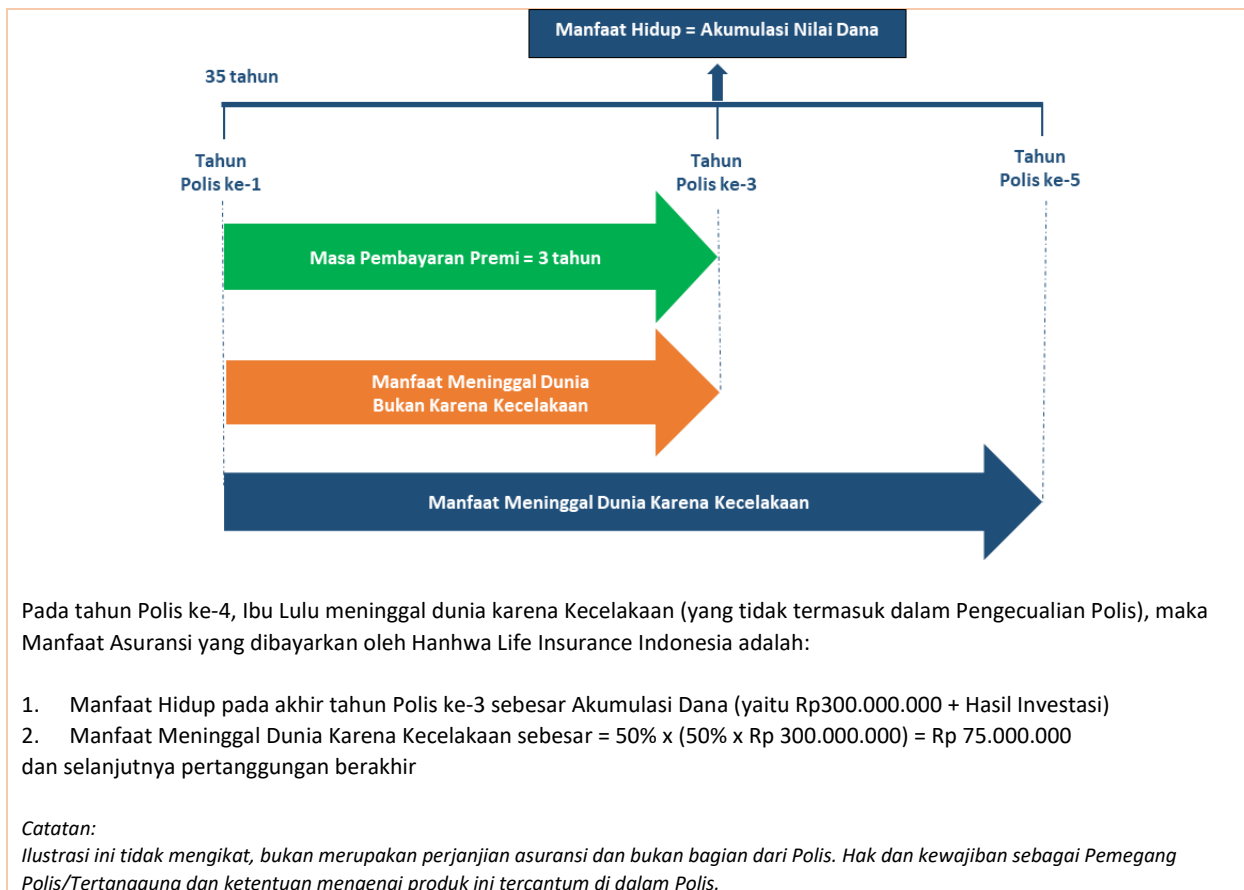 Manfaat Hidup = Akumulasi Nilai Dana
35 tahun
Tahun
Polis ke-1
Tahun
Polis ke-3
Tahun
Polis ke-5
Masa Pembayaran Premi = 3 tahun
Manfaat Meninggal Dunia
Bukan Karena Kecelakaan
Manfaat Meninggal Dunia Karena Kecelakaan
Pada tahun Polis ke-4, Ibu Lulu meninggal dunia karena Kecelakaan (yang tidak termasuk dalam Pengecualian Polis), maka
Manfaat Asuransi yang dibayarkan oleh Hanhwa Life Insurance Indonesia adalah:
1. Manfaat Hidup pada akhir tahun Polis ke-3 sebesar Akumulasi Dana (yaitu Rp300.000.000 + Hasil Investasi)
2. Manfaat Meninggal Dunia Karena Kecelakaan sebesar = 50% x (50% x Rp 300.000.000) = Rp 75.000.000
dan selanjutnya pertanggungan berakhir
Catatan:
Ilustrasi ini tidak mengikat, bukan merupakan perjanjian asuransi dan bukan bagian dari Polis. Hak dan kewajiban sebagai Pemegang
Polis/Tertanggung dan ketentuan mengenai produk ini tercantum di dalam Polis.